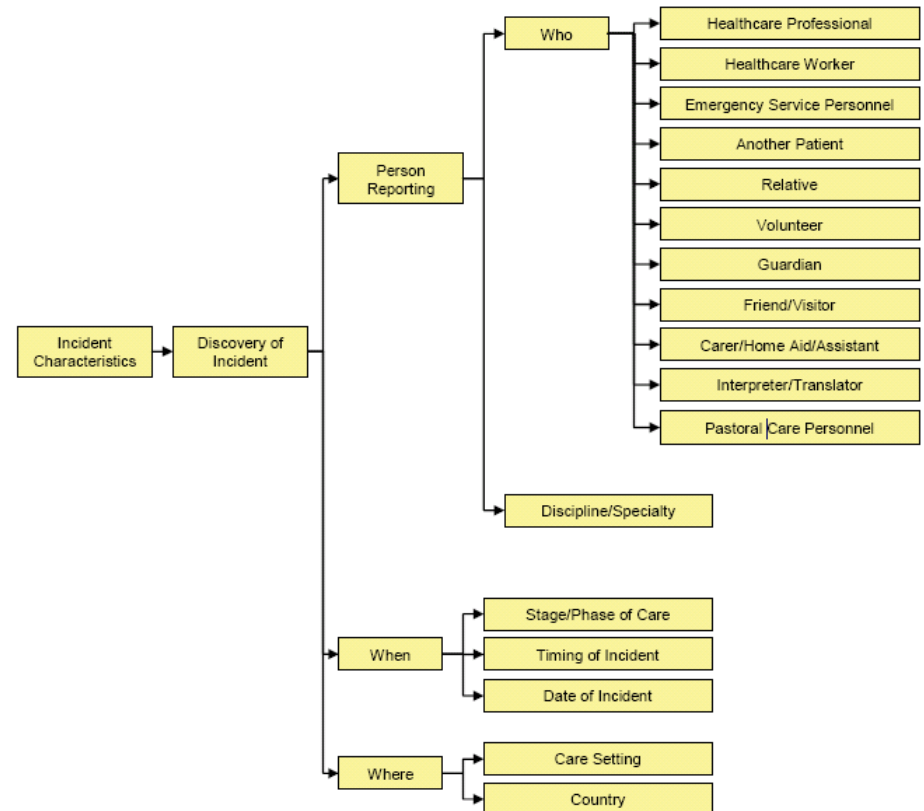 Who
Healthcare Professional
Healthcare Worker
Emergency Service Personnel
Another Patient
Person
Reporting
Relative
Volunteer
Guardian
Friend/Visitor
Incident
Characteristics
Discovery of
Incident
Carer/Home Aid/Assistant
Interpreter/Translator
Pastoral Care Personnel
Discipline/Specialty
When
Stage/Phase of Care
Timing of Incident
Date of Incident
Where
Care Setting
Country